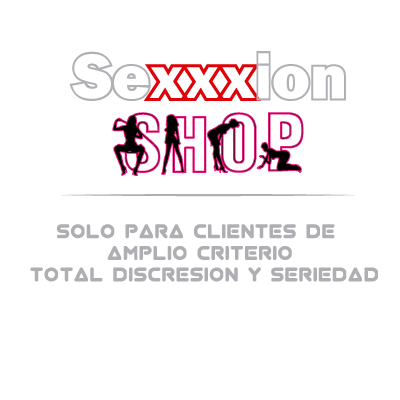 Sexxxion
SHOP
SOLO PARA CLIENTES DE
AMPLIO CRITERIO
TOTAL DISCRESION Y SERIEDAD